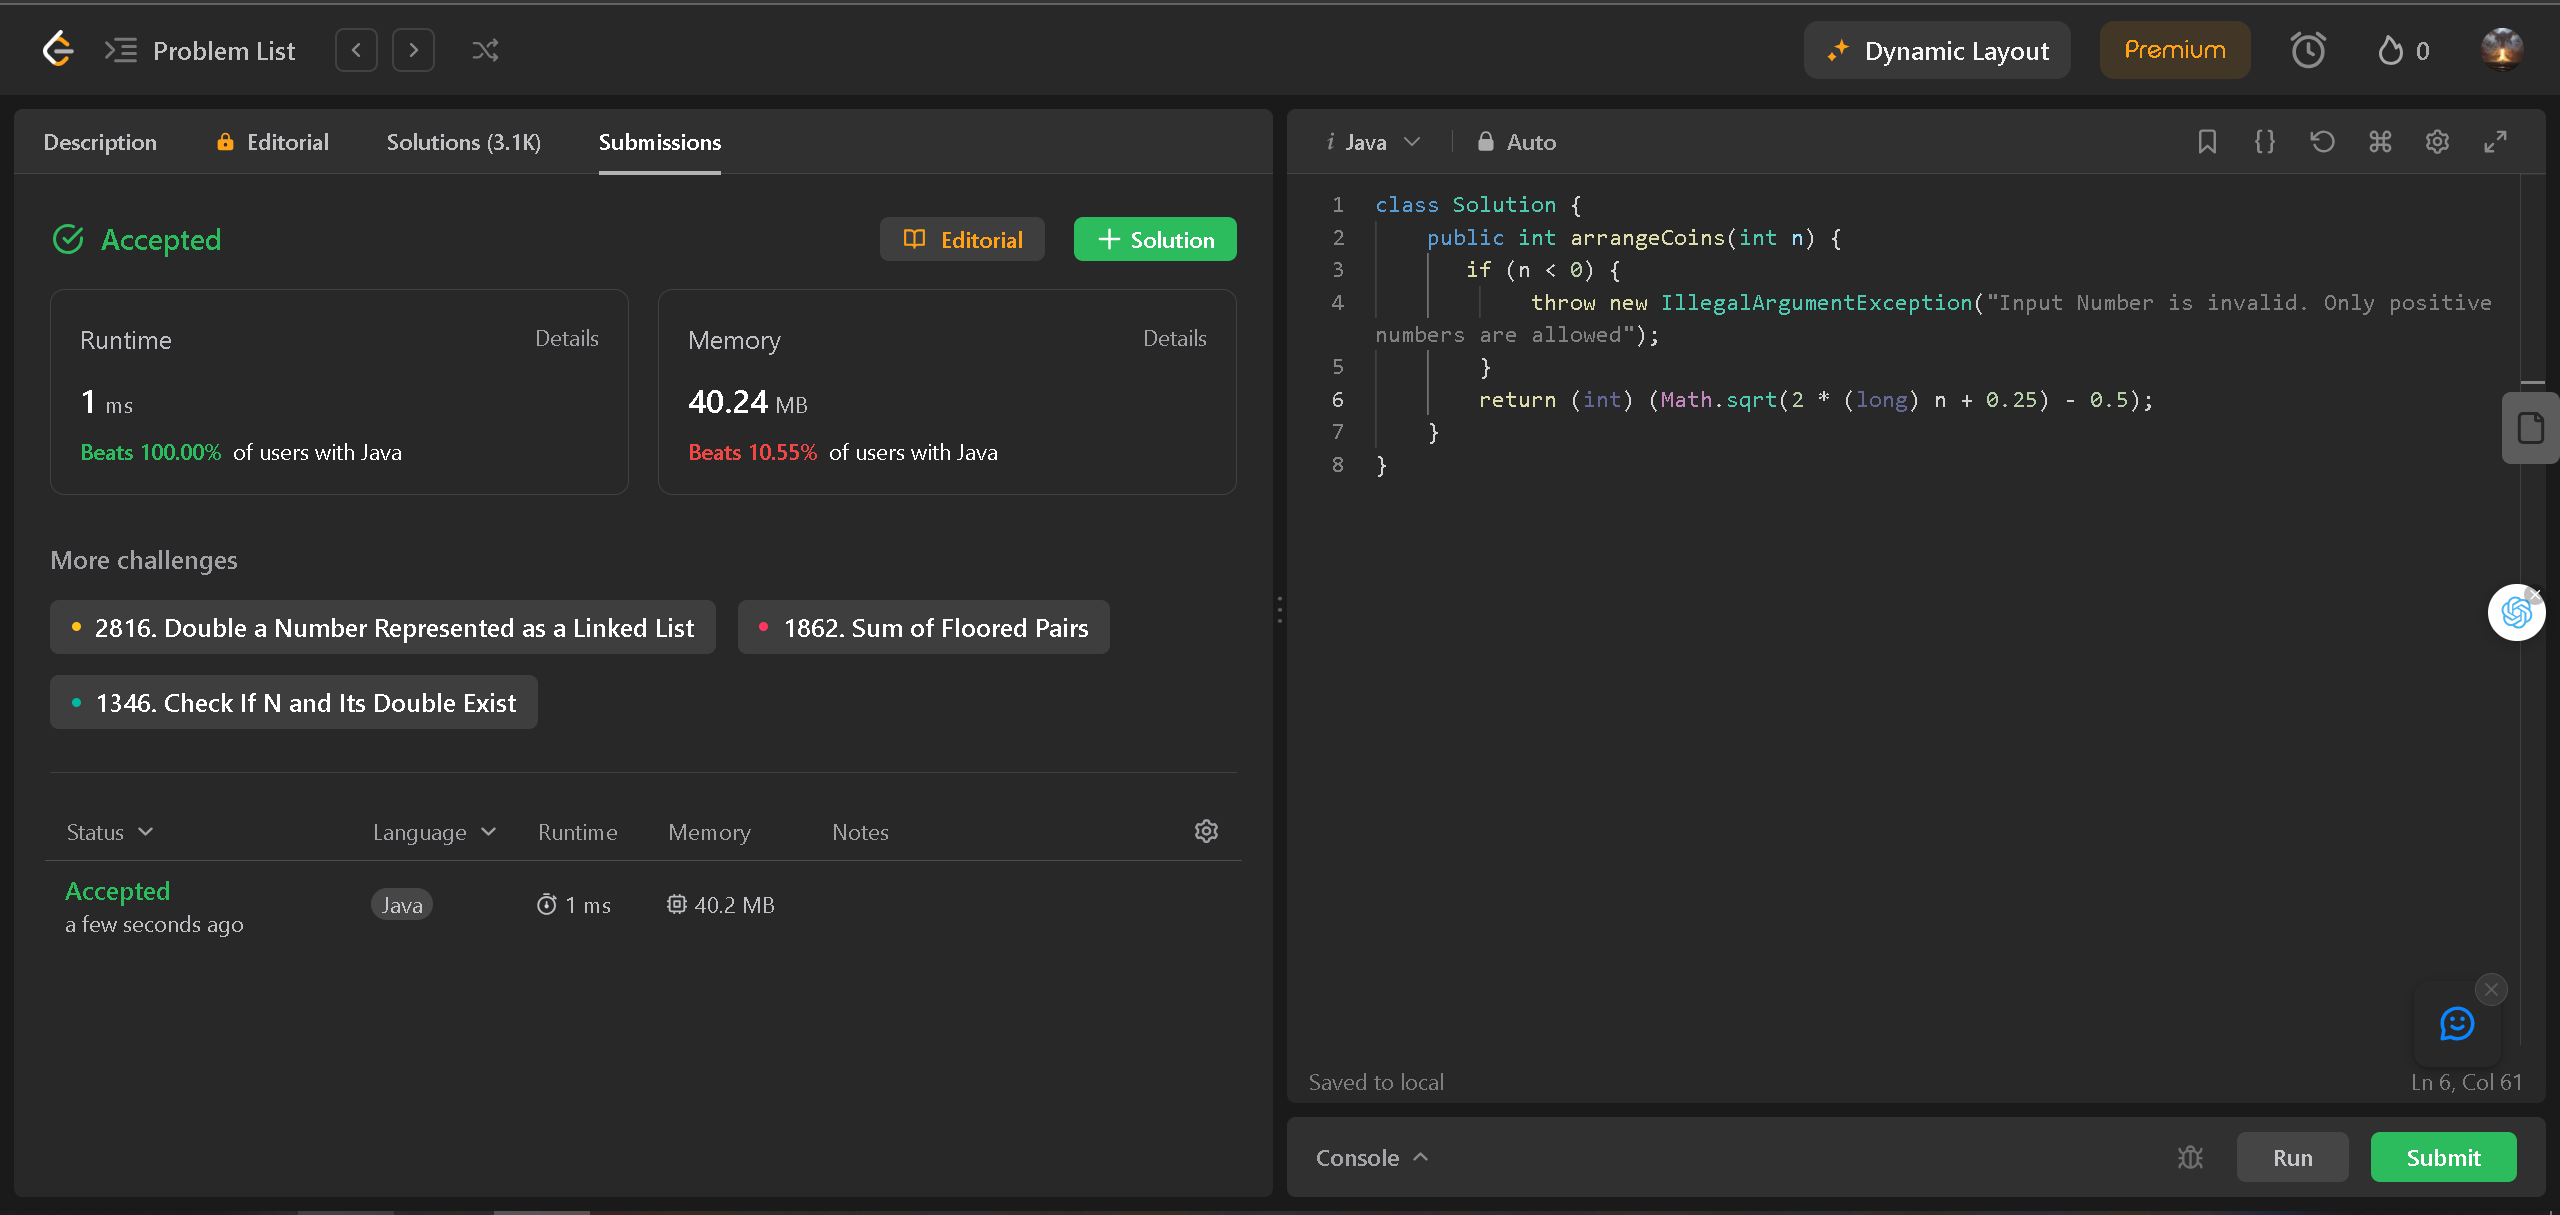 Problem List
Dynamic Layout
Premium
0
Description
Editorial
Solutions (3.1K)
Submissions
Accepted
Editorial
Solution
Runtime
Details
1 ms
Beats 100.00% of users with Java
Memory
Details
40.24 MB
Beats 10.55% of users with Java
More challenges
2816. Double a Number Represented as a Linked List
1862. Sum of Floored Pairs
1346. Check If N and Its Double Exist
Status Language Runtime Memory Notes
Accepted
a few seconds ago
Java
1 ms
40.2 MB
i Java
Auto
1 class Solution {
2 public int arrangeCoins(int n) {
3 if (n < 0) {
4 throw new IllegalArgumentException("Input Number is invalid. Only positive
numbers are allowed");
5 }
6 return (int) (Math.sqrt(2 * (long) n + 0.25) - 0.5);
7 }
8 }
Saved to local
Ln 6, Col 61
Console
Run
Submit